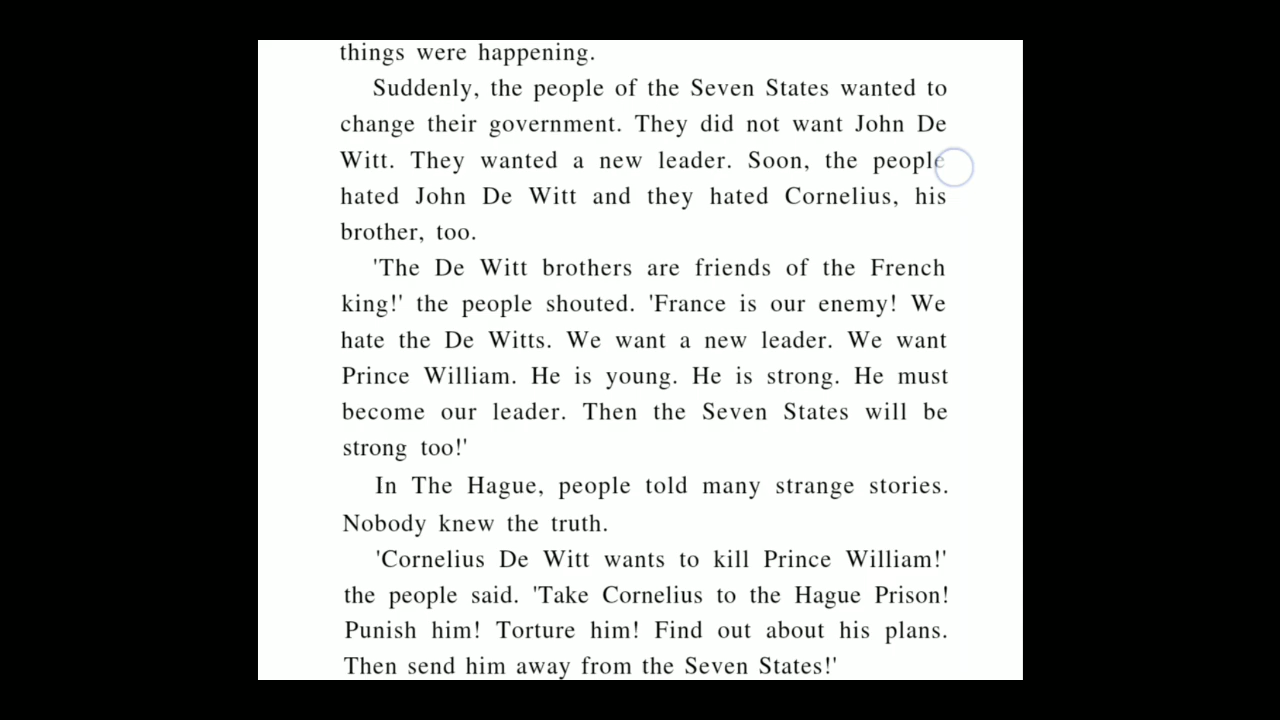 things were happening.
Suddenly, the people of the Seven States wanted to
change their government. They did not want John De
Witt. They wanted a new leader. Soon, the people
hated John De Witt and they hated Cornelius, his
brother, too.
'The De Witt brothers are friends of the French
king!' the people shouted. 'France is our enemy! We
hate the De Witts. We want a new leader. We want
Prince William. He is young. He is strong. He must
become our leader. Then the Seven States will be
strong too!'
In The Hague, people told many strange stories.
Nobody knew the truth.
'Cornelius De Witt wants to kill Prince William!'
the people said. 'Take Cornelius to the Hague Prison!
Punish him! Torture him! Find out about his plans.
Then send him away from the Seven States!'